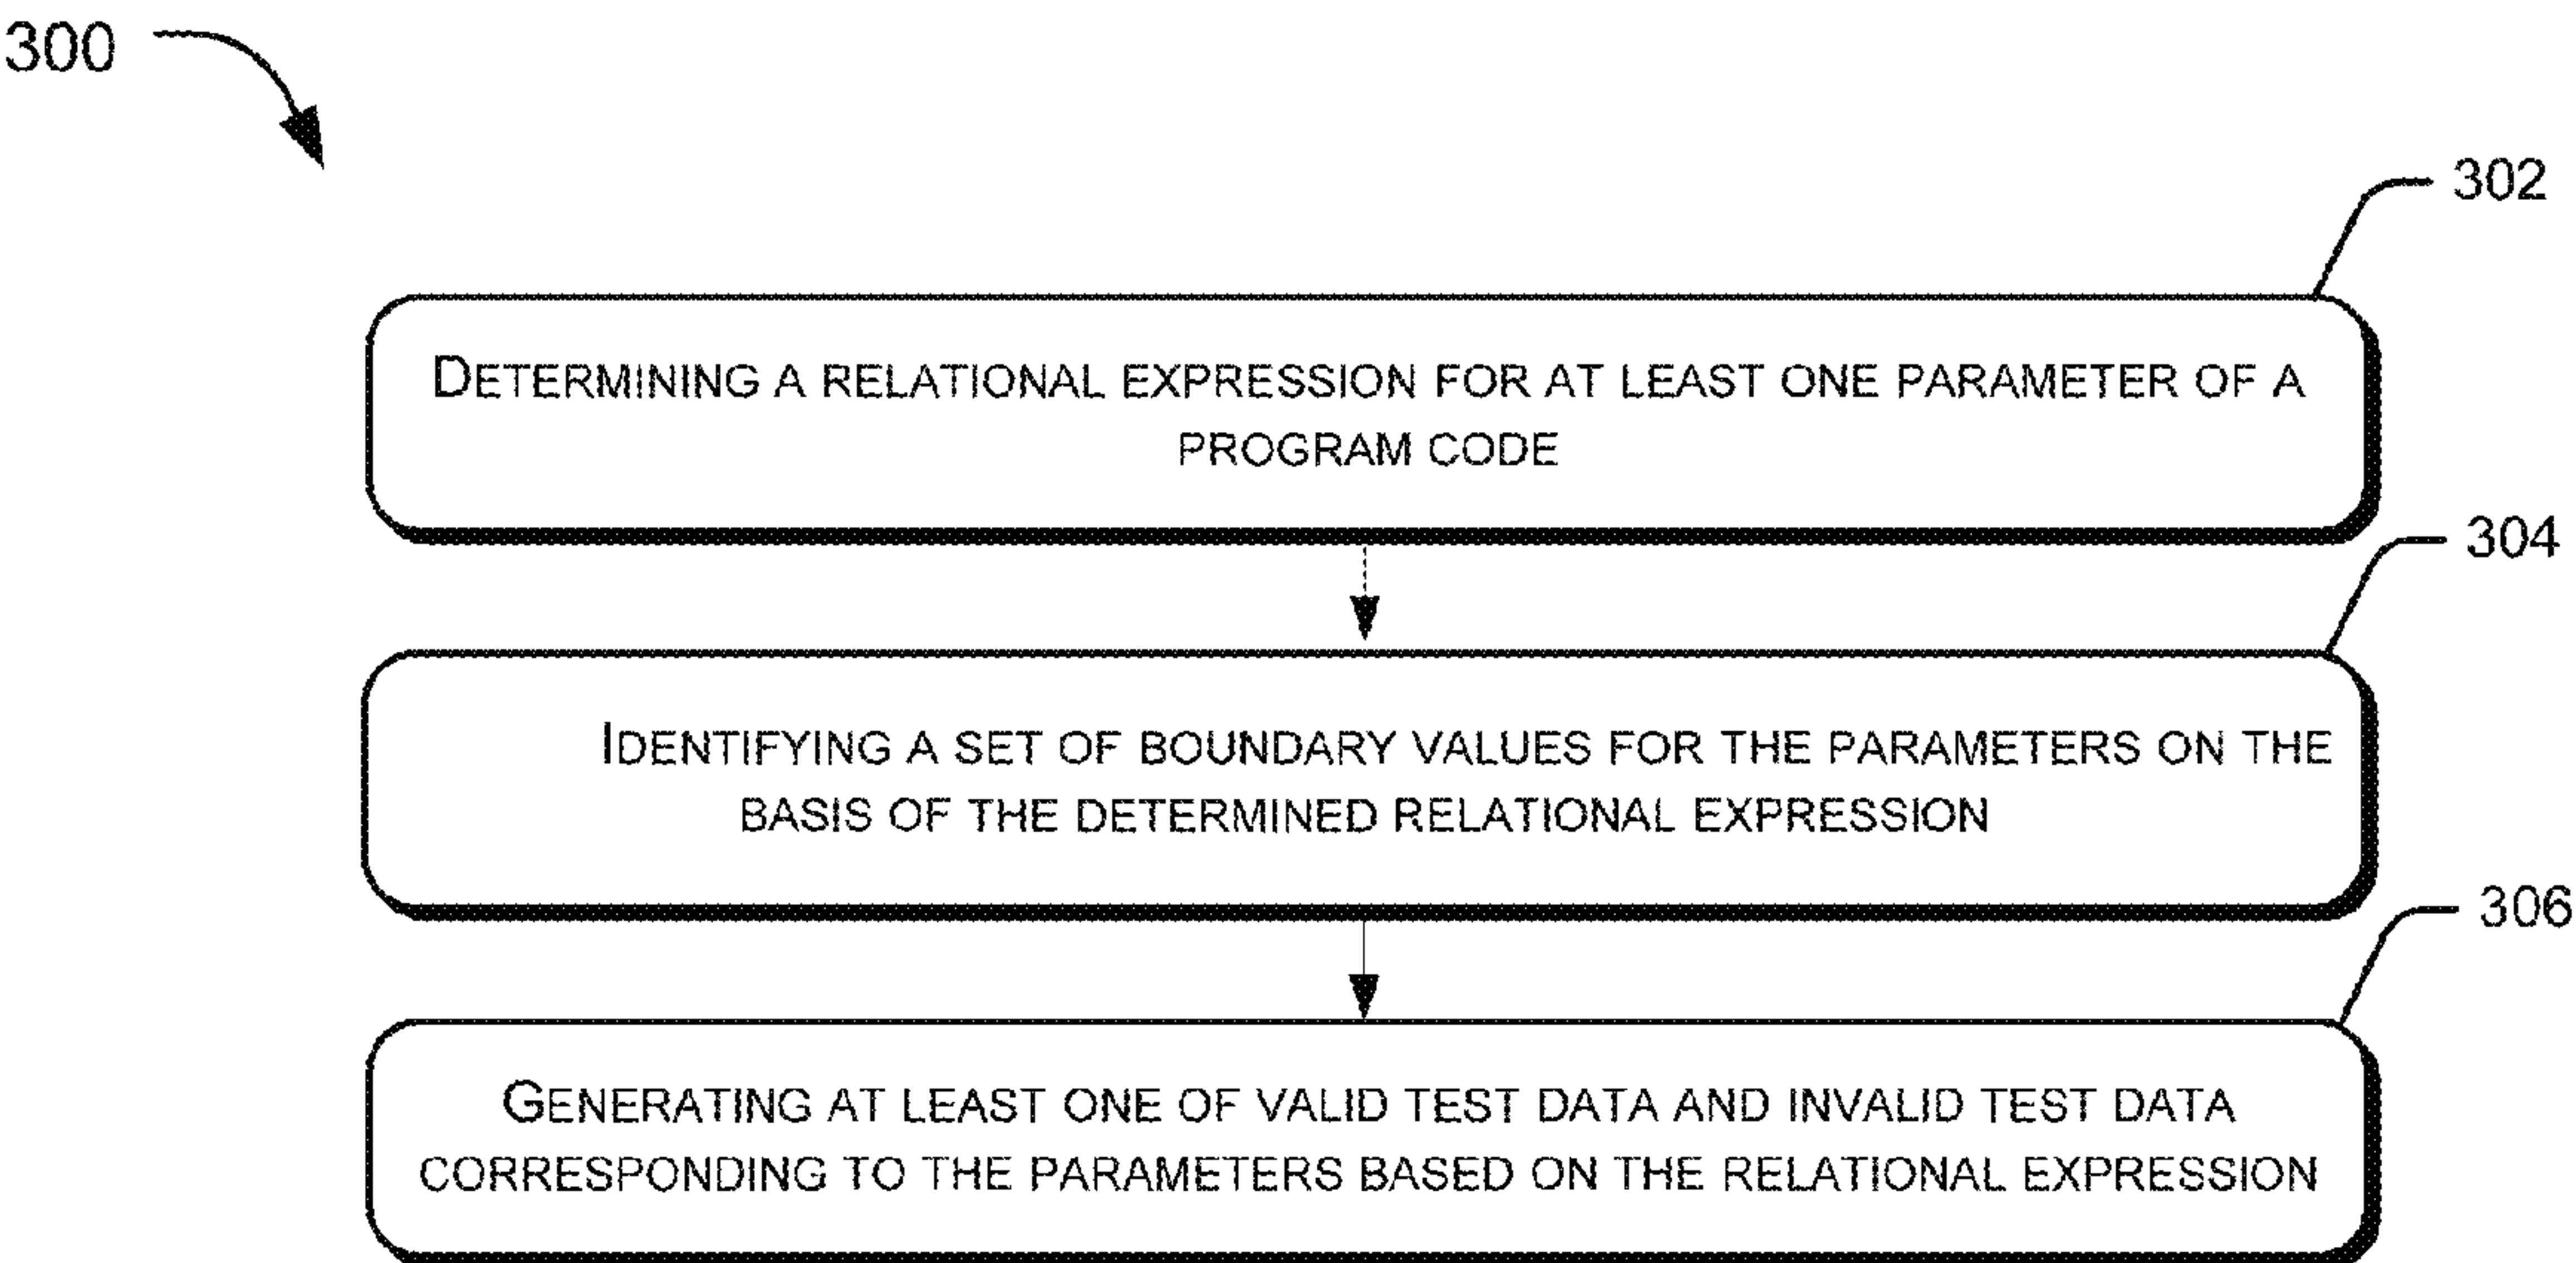 300
302
DETERMINING A RELATIONAL EXPRESSION FOR AT LEAST ONE PARAMETER OF A
PROGRAM CODE
304
IDENTIFYING A SET OF BOUNDARY VALUES FOR THE PARAMETERS ON THE
BASIS OF THE DETERMINED RELATIONAL EXPRESSION
306
GENERATING AT LEAST ONE OF VALID TEST DATA AND INVALID TEST DATA
CORRESPONDING TO THE PARAMETERS BASED ON THE RELATIONAL EXPRESSION